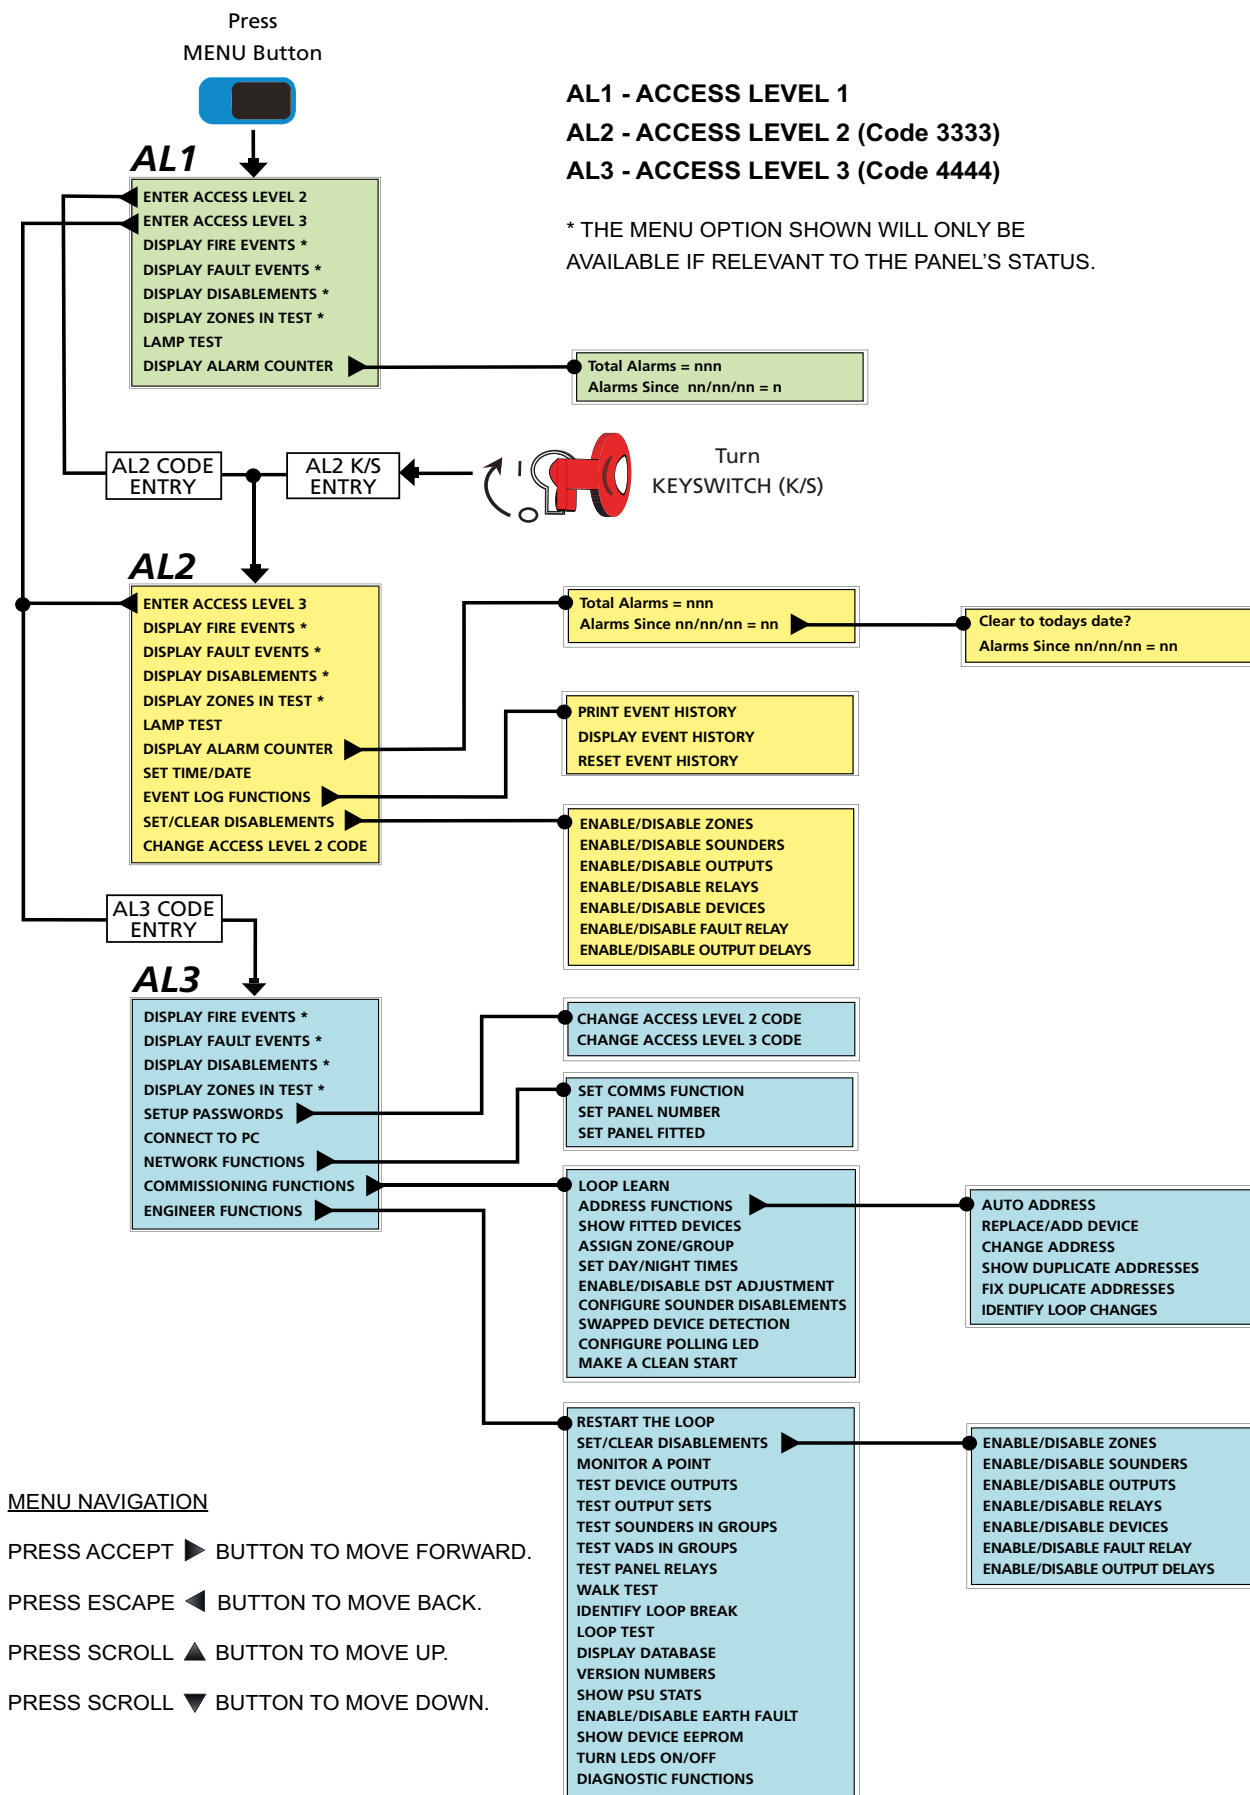 Press
MENU Button
AL1 - ACCESS LEVEL 1
AL2 - ACCESS LEVEL 2 (Code 3333)
AL3 - ACCESS LEVEL 3 (Code 4444)
* THE MENU OPTION SHOWN WILL ONLY BE
AVAILABLE IF RELEVANT TO THE PANEL'S STATUS.
AL1
ENTER ACCESS LEVEL 2
ENTER ACCESS LEVEL 3
DISPLAY FIRE EVENTS *
DISPLAY FAULT EVENTS *
DISPLAY DISABLEMENTS *
DISPLAY ZONES IN TEST *
LAMP TEST
DISPLAY ALARM COUNTER
Total Alarms = nnn
Alarms Since nn/nn/nn = n
AL2 CODE
ENTRY
AL2 K/S
ENTRY
Turn
KEYSWITCH (K/S)
AL2
ENTER ACCESS LEVEL 3
DISPLAY FIRE EVENTS *
DISPLAY FAULT EVENTS *
DISPLAY DISABLEMENTS *
DISPLAY ZONES IN TEST *
LAMP TEST
DISPLAY ALARM COUNTER
SET TIME/DATE
EVENT LOG FUNCTIONS
SET/CLEAR DISABLEMENTS
CHANGE ACCESS LEVEL 2 CODE
Total Alarms = nnn
Alarms Since nn/nn/nn = nn
Clear to todays date?
Alarms Since nn/nn/nn = nn
PRINT EVENT HISTORY
DISPLAY EVENT HISTORY
RESET EVENT HISTORY
ENABLE/DISABLE ZONES
ENABLE/DISABLE SOUNDERS
ENABLE/DISABLE OUTPUTS
ENABLE/DISABLE RELAYS
ENABLE/DISABLE DEVICES
ENABLE/DISABLE FAULT RELAY
ENABLE/DISABLE OUTPUT DELAYS
AL3 CODE
ENTRY
AL3
DISPLAY FIRE EVENTS *
DISPLAY FAULT EVENTS *
DISPLAY DISABLEMENTS *
DISPLAY ZONES IN TEST *
SETUP PASSWORDS
CONNECT TO PC
NETWORK FUNCTIONS
COMMISSIONING FUNCTIONS
ENGINEER FUNCTIONS
CHANGE ACCESS LEVEL 2 CODE
CHANGE ACCESS LEVEL 3 CODE
SET COMMS FUNCTION
SET PANEL NUMBER
SET PANEL FITTED
LOOP LEARN
ADDRESS FUNCTIONS
SHOW FITTED DEVICES
ASSIGN ZONE/GROUP
SET DAY/NIGHT TIMES
ENABLE/DISABLE DST ADJUSTMENT
CONFIGURE SOUNDER DISABLEMENTS
SWAPPED DEVICE DETECTION
CONFIGURE POLLING LED
MAKE A CLEAN START
AUTO ADDRESS
REPLACE/ADD DEVICE
CHANGE ADDRESS
SHOW DUPLICATE ADDRESSES
FIX DUPLICATE ADDRESSES
IDENTIFY LOOP CHANGES
RESTART THE LOOP
SET/CLEAR DISABLEMENTS
MONITOR A POINT
TEST DEVICE OUTPUTS
TEST OUTPUT SETS
TEST SOUNDERS IN GROUPS
TEST VADS IN GROUPS
TEST PANEL RELAYS
WALK TEST
IDENTIFY LOOP BREAK
LOOP TEST
DISPLAY DATABASE
VERSION NUMBERS
SHOW PSU STATS
ENABLE/DISABLE EARTH FAULT
SHOW DEVICE EEPROM
TURN LEDS ON/OFF
DIAGNOSTIC FUNCTIONS
ENABLE/DISABLE ZONES
ENABLE/DISABLE SOUNDERS
ENABLE/DISABLE OUTPUTS
ENABLE/DISABLE RELAYS
ENABLE/DISABLE DEVICES
ENABLE/DISABLE FAULT RELAY
ENABLE/DISABLE OUTPUT DELAYS
MENU NAVIGATION
PRESS ACCEPT ▶ BUTTON TO MOVE FORWARD.
PRESS ESCAPE ◀ BUTTON TO MOVE BACK.
PRESS SCROLL ▲ BUTTON TO MOVE UP.
PRESS SCROLL ▼ BUTTON TO MOVE DOWN.